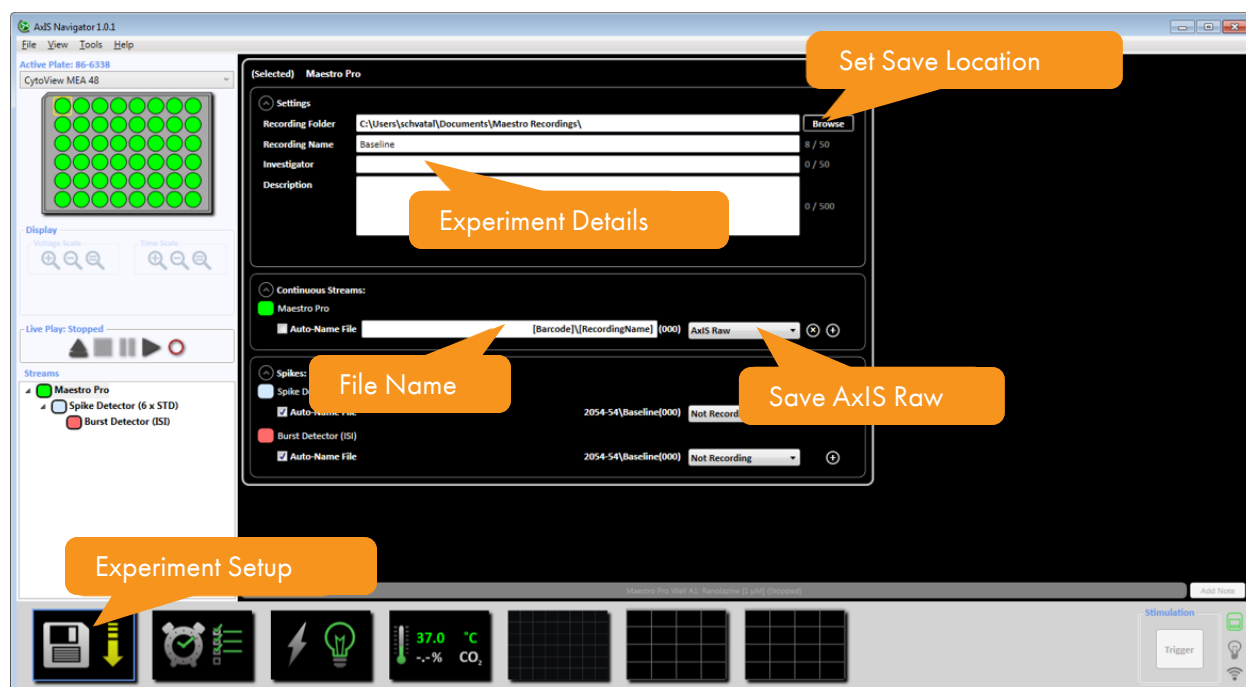 AxIS Navigator 1.0.1
File View Tools Help
Active Plate: 86-6338
CytoView MEA 48
(Selected) Maestro Pro
Set Save Location
Settings
Recording Folder C:\Users\schvatal\Documents\Maestro Recordings\ Browse
Recording Name Baseline 8 / 50
Investigator 0 / 50
Description 0 / 500
Experiment Details
Display
Voltage Scale Time Scale
Continuous Streams:
Maestro Pro
Auto-Name File [Barcode]\[RecordingName] (000) AxIS Raw
Live Play: Stopped
Streams
Maestro Pro
Spike Detector (6 x STD)
Burst Detector (ISI)
File Name
Save AxIS Raw
Spikes:
Spike D
Auto-Name File 2054-54\Baseline(000) Not Record
Burst Detector (ISI)
Auto-Name File 2054-54\Baseline(000) Not Recording
Experiment Setup
Maestro Pro Well A1: Ranolazine [1 µM] (Stopped) Add Note
37.0 °C
-.-% CO₂
Stimulation
Trigger